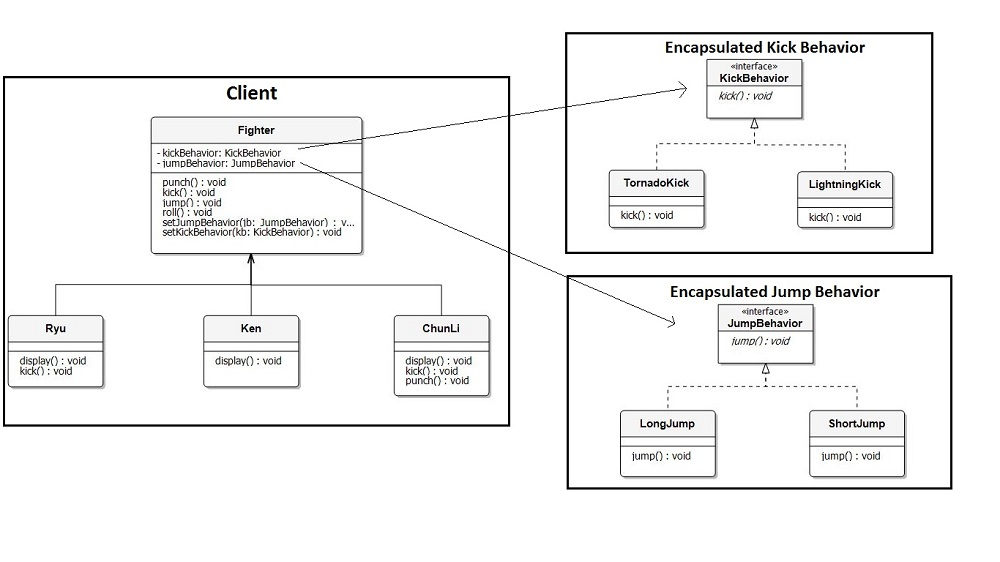 Client
Fighter
- kickBehavior: KickBehavior
- jumpBehavior: JumpBehavior
punch() : void
kick() : void
jump() : void
roll() : void
setJumpBehavior(jb: JumpBehavior) : v...
setKickBehavior(kb: KickBehavior) : void
Ryu
display() : void
kick() : void
Ken
display() : void
ChunLi
display() : void
kick() : void
punch() : void
Encapsulated Kick Behavior
«interface»
KickBehavior
kick() : void
TornadoKick
kick() : void
LightningKick
kick() : void
Encapsulated Jump Behavior
«interface»
JumpBehavior
jump() : void
LongJump
jump() : void
ShortJump
jump() : void